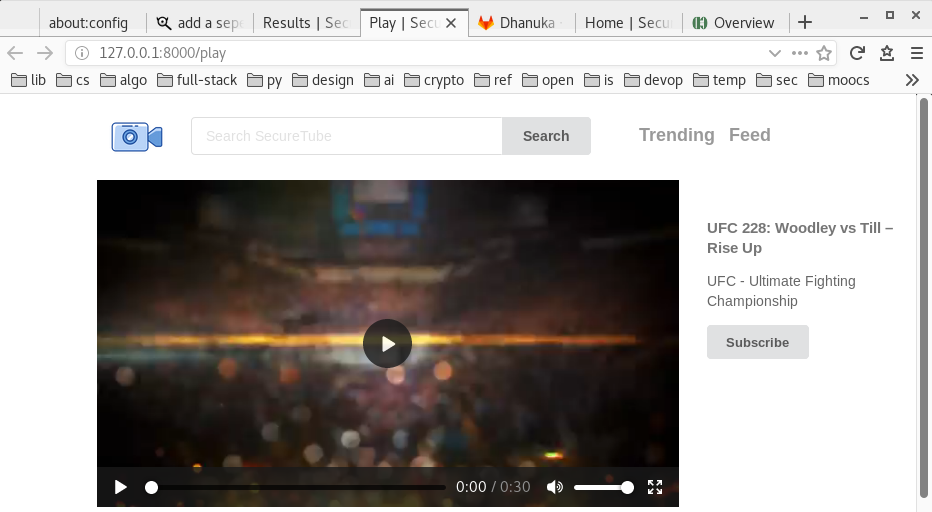 about:config
add a sepe
Results | Sec
Play | Secu
Dhanuka
Home | Secur
Overview
127.0.0.1:8000/play
lib
cs
algo
full-stack
py
design
ai
crypto
ref
open
is
devop
temp
sec
moocs
Search SecureTube
Search
Trending
Feed
UFC 228: Woodley vs Till –
Rise Up
UFC - Ultimate Fighting
Championship
Subscribe
0:00 / 0:30